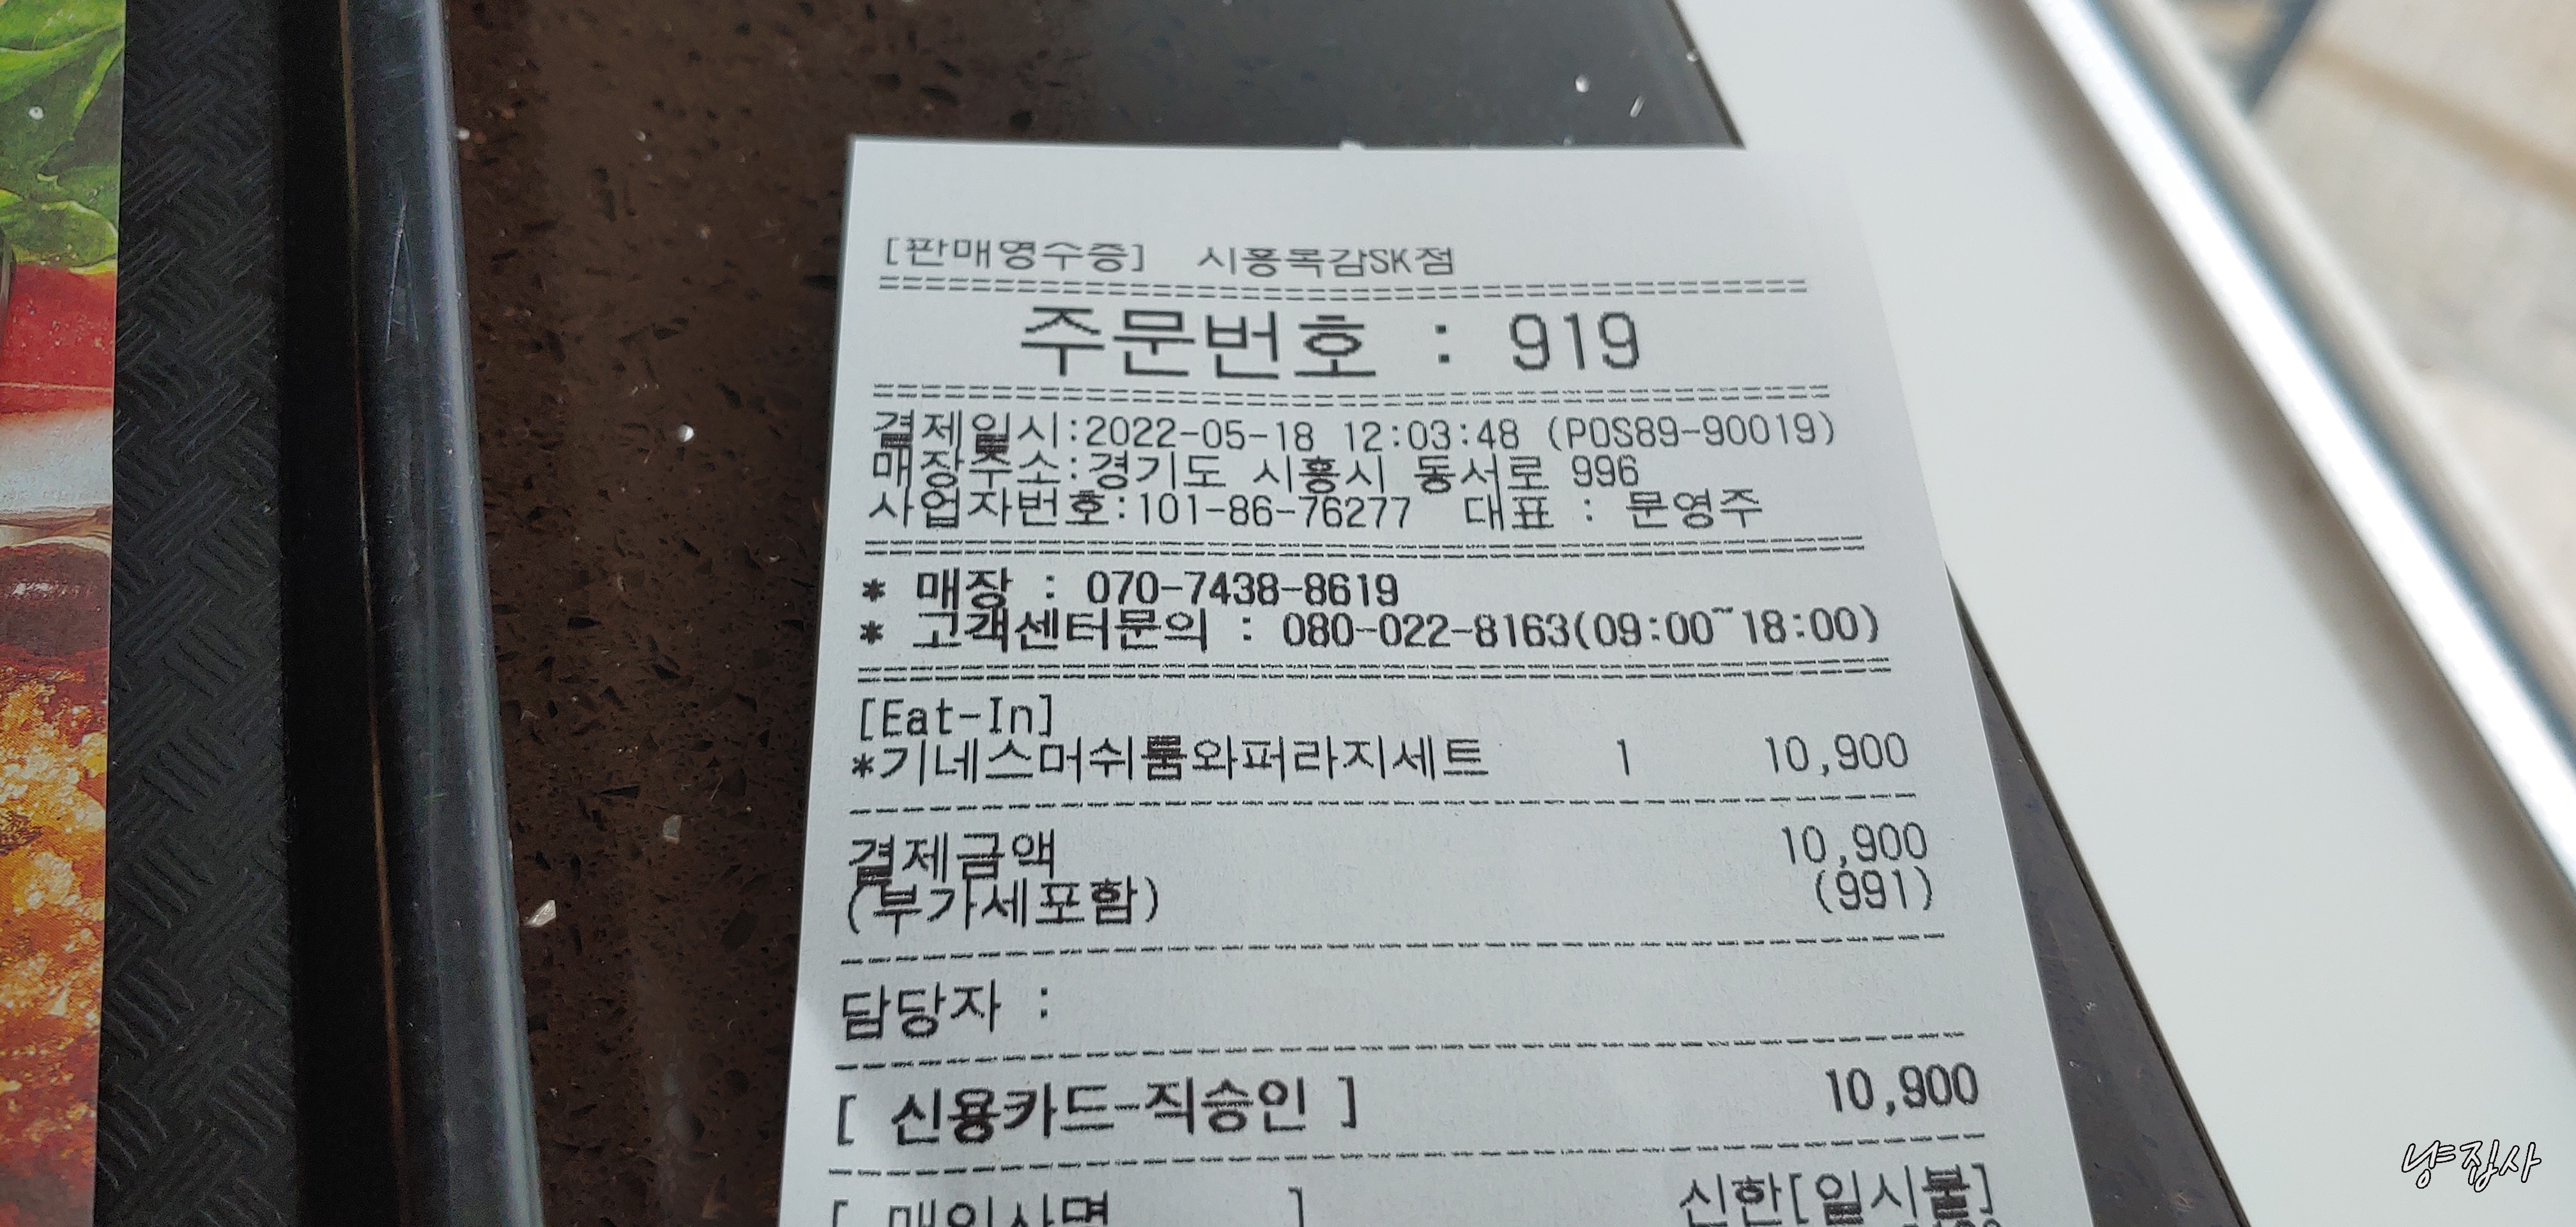 [판매영수증] 시흥목감SK점
주문번호 : 919
결제일시:2022-05-18 12:03:48 (POS89-90019)
매장주소:경기도 시흥시 동서로 996
사업자번호:101-86-76277 대표 : 문영주
* 매장 : 070-7438-8619
* 고객센터문의 : 080-022-8163(09:00~18:00)
[Eat-In]
*기네스머쉬룸와퍼라지세트 1 10,900
결제금액 10,900
(부가세포함) (991)
담당자 :
[ 신용카드-직승인 ] 10,900
[ 매입사명 ] 신한[일시불]
냥집사